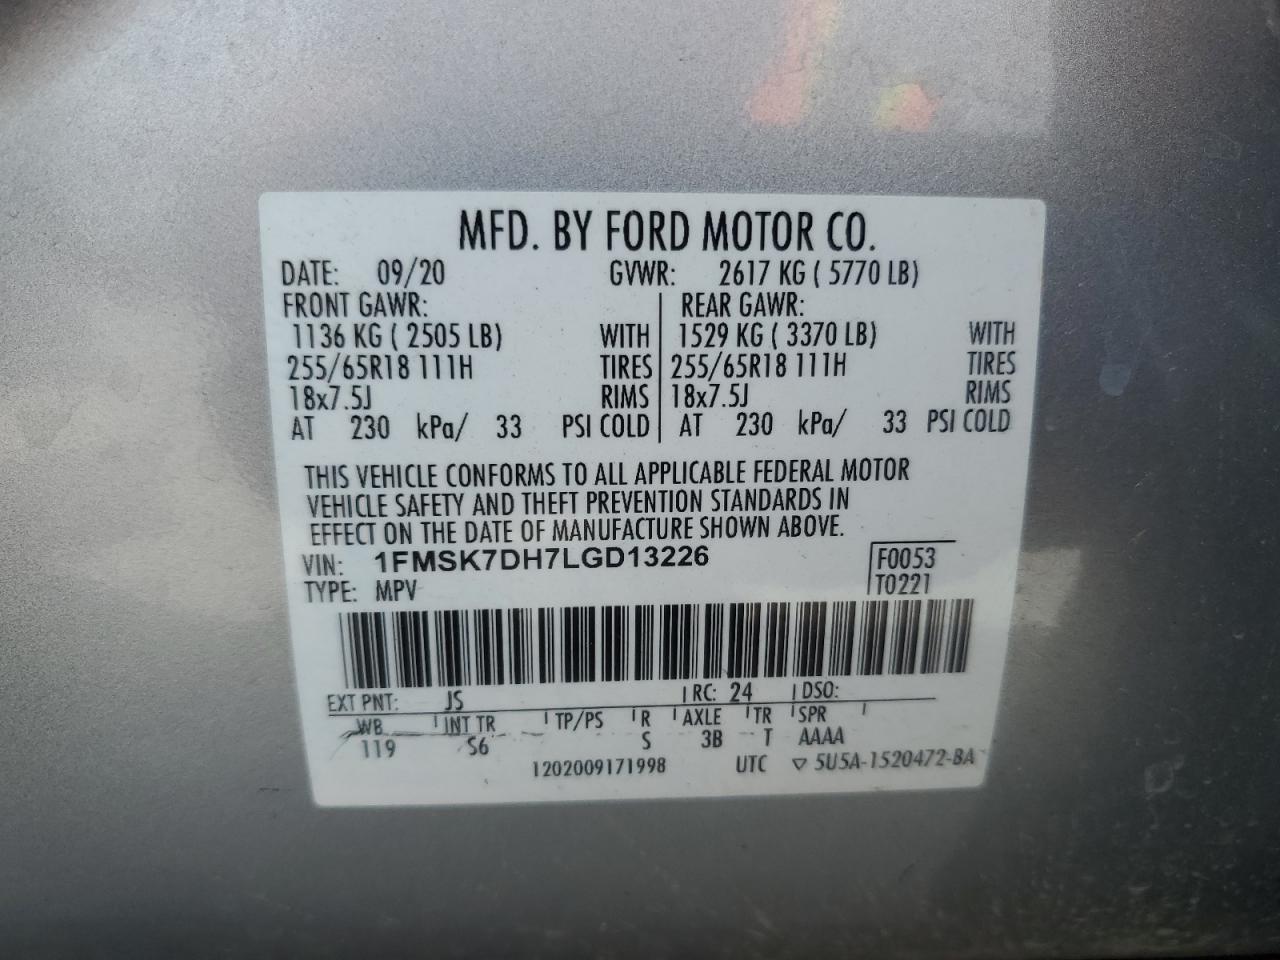 MFD. BY FORD MOTOR CO.
DATE: 09/20 GVWR: 2617 KG ( 5770 LB)
FRONT GAWR: REAR GAWR:
1136 KG ( 2505 LB) WITH 1529 KG ( 3370 LB) WITH
255/65R18 111H TIRES 255/65R18 111H TIRES
18x7.5J RIMS 18x7.5J RIMS
AT 230 kPa/ 33 PSI COLD AT 230 kPa/ 33 PSI COLD
THIS VEHICLE CONFORMS TO ALL APPLICABLE FEDERAL MOTOR
VEHICLE SAFETY AND THEFT PREVENTION STANDARDS IN
EFFECT ON THE DATE OF MANUFACTURE SHOWN ABOVE.
VIN: 1FMSK7DH7LGD13226 F0053
TYPE: MPV T0221
EXT PNT: JS RC: 24 DSO:
WB INT TR TP/PS R AXLE TR SPR
119 S6 S 3B T AAAA
1202009171998 UTC ▽ 5U5A-1520472-BA